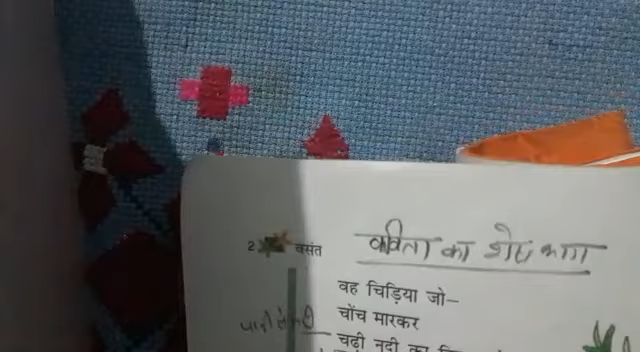 2 वसंत
कविता का शेष भाग
वह चिड़िया जो–
चोंच मारकर
चढ़ी नदी का